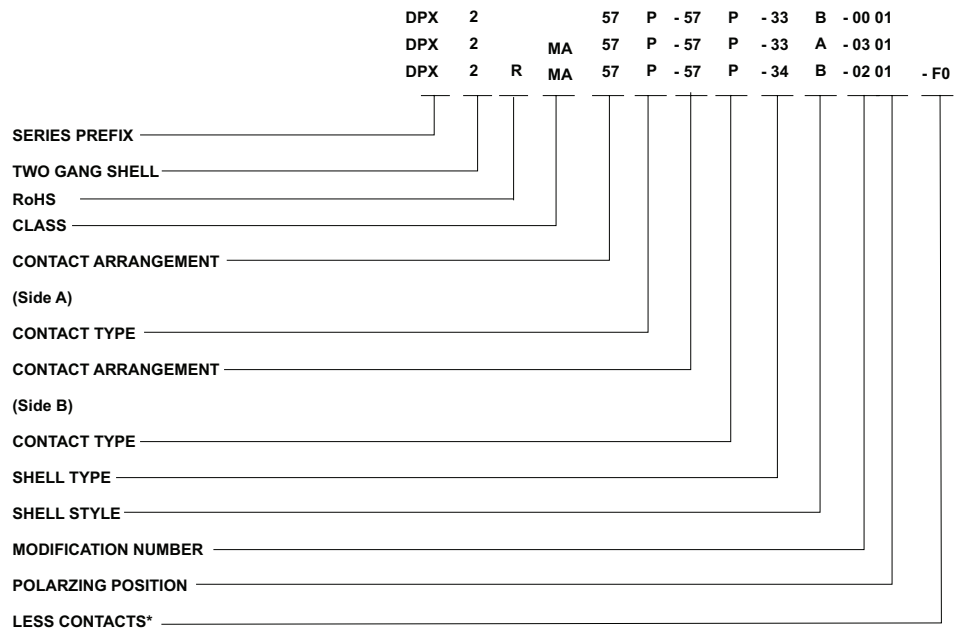 DPX 2 57 P - 57 P - 33 B - 00 01
DPX 2 MA 57 P - 57 P - 33 A - 03 01
DPX 2 R MA 57 P - 57 P - 34 B - 02 01 - F0
SERIES PREFIX
TWO GANG SHELL
RoHS
CLASS
CONTACT ARRANGEMENT
(Side A)
CONTACT TYPE
CONTACT ARRANGEMENT
(Side B)
CONTACT TYPE
SHELL TYPE
SHELL STYLE
MODIFICATION NUMBER
POLARZING POSITION
LESS CONTACTS*